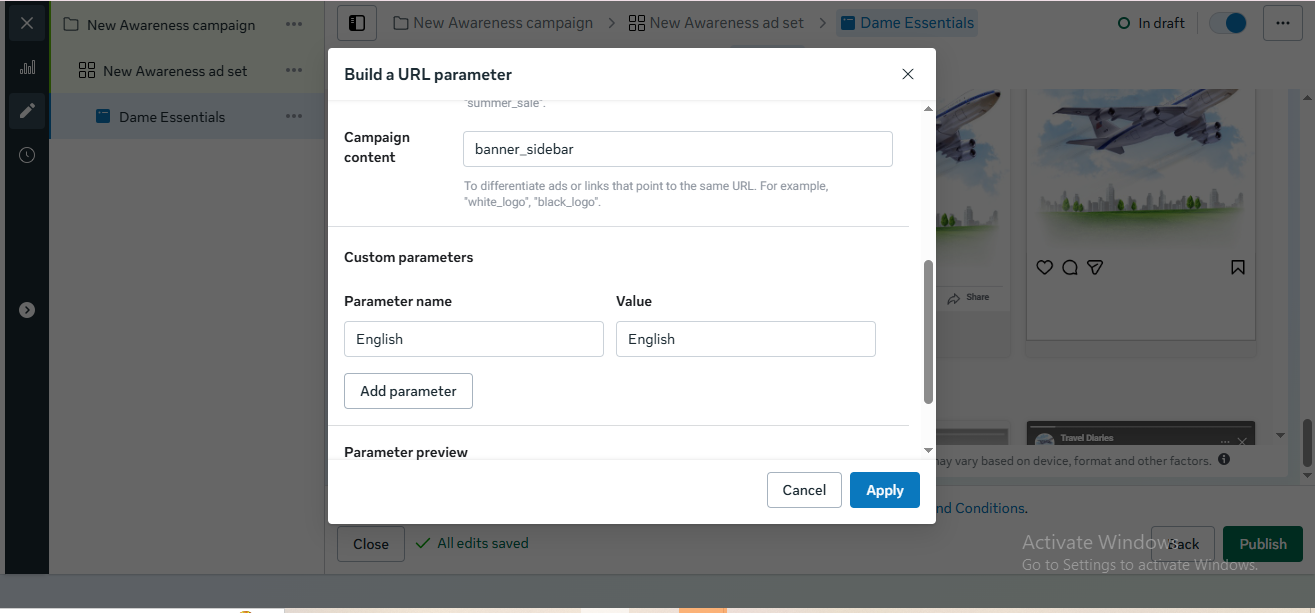 New Awareness campaign
New Awareness ad set
Dame Essentials
New Awareness campaign
New Awareness ad set
Dame Essentials
In draft
Build a URL parameter
"summer_sale".
Campaign
content
banner_sidebar
To differentiate ads or links that point to the same URL. For example,
"white_logo", "black_logo".
Custom parameters
Parameter name
Value
English
English
Add parameter
Parameter preview
Cancel
Apply
Share
Travel Diaries
may vary based on device, format and other factors.
nd Conditions.
Close
All edits saved
Back
Publish
Activate Windows
Go to Settings to activate Windows.